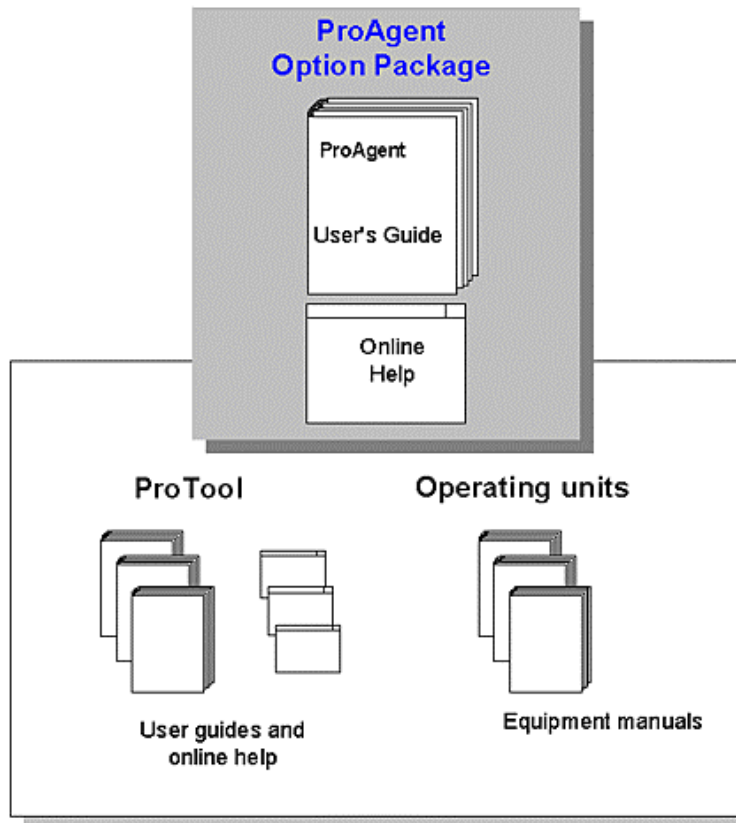 ProAgent
Option Package
ProAgent
User's Guide
Online
Help
ProTool
Operating units
User guides and
online help
Equipment manuals